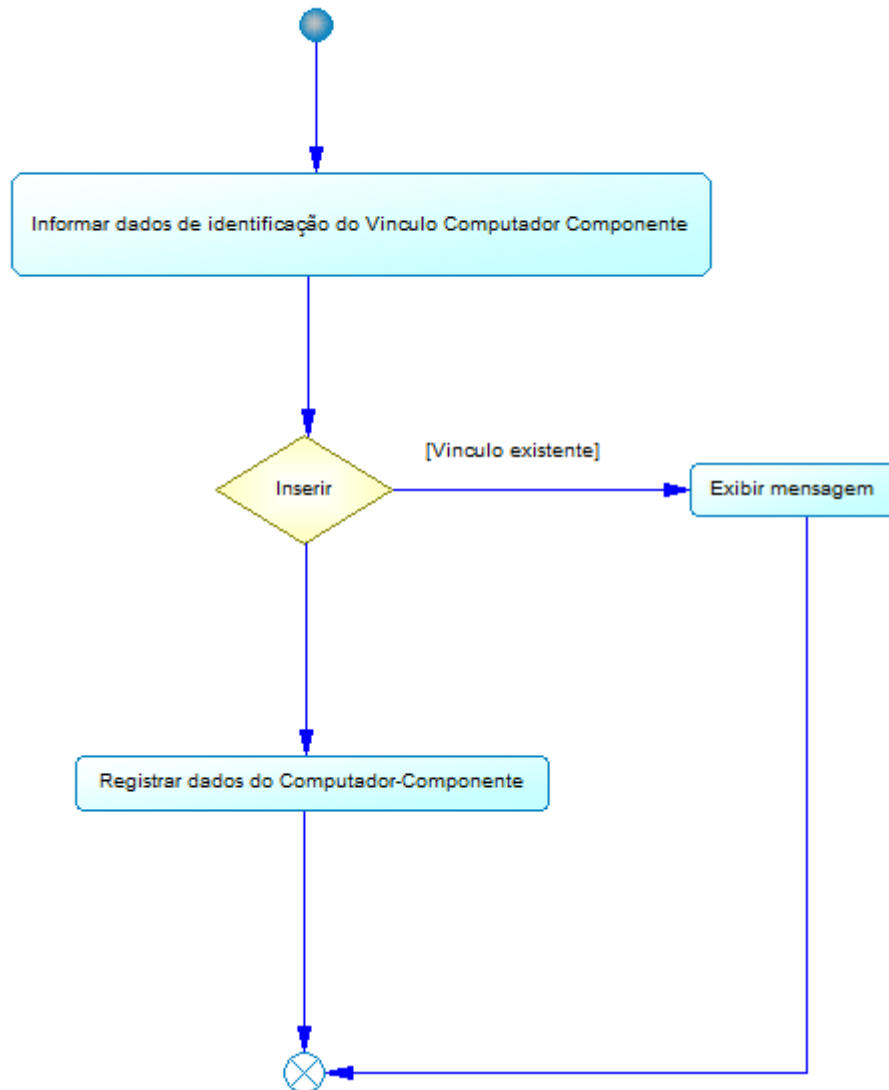 Informar dados de identificação do Vinculo Computador Componente
[Vinculo existente]
Inserir
Exibir mensagem
Registrar dados do Computador-Componente